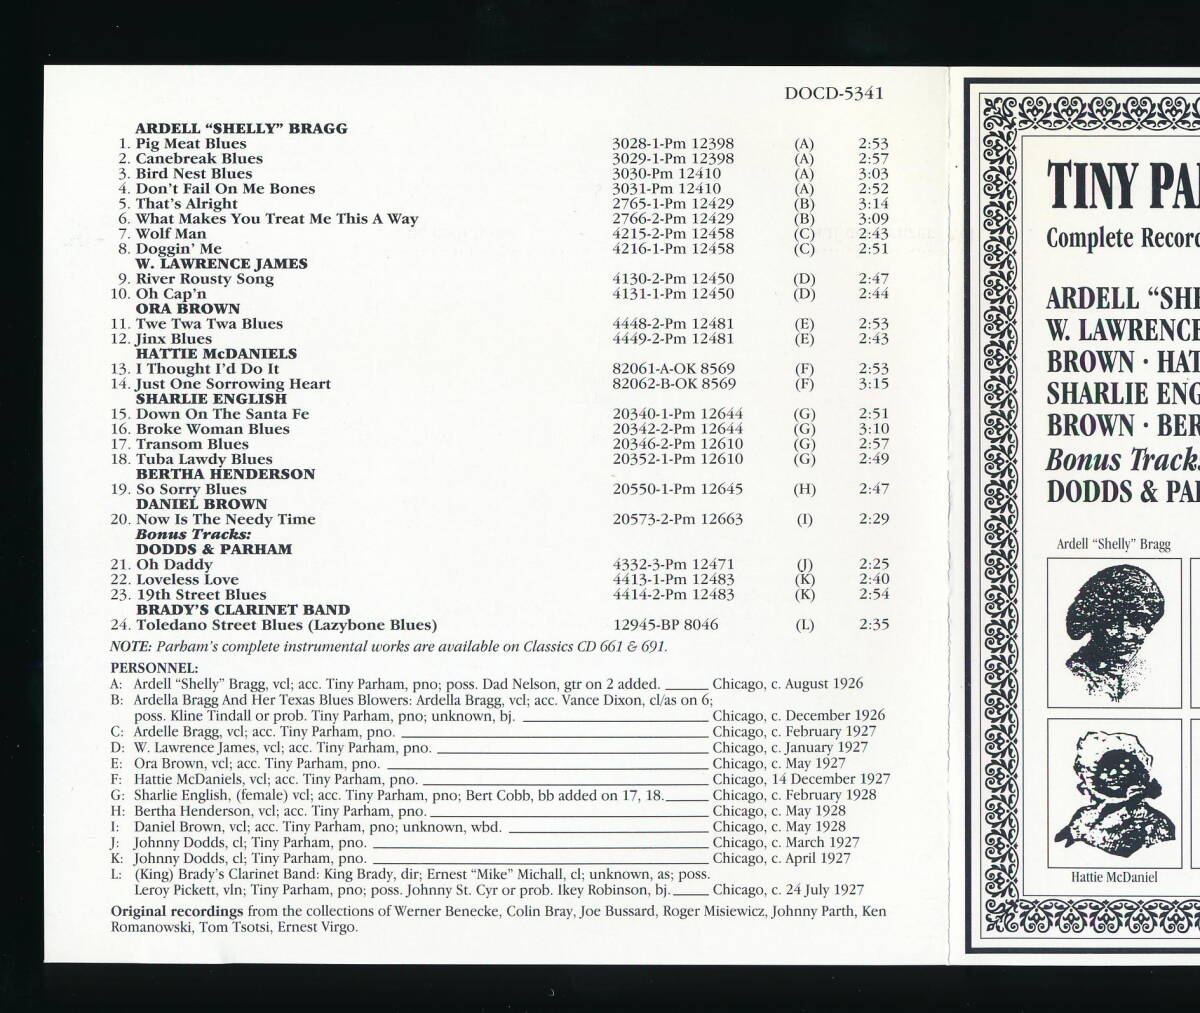 DOCD-5341
ARDELL “SHELLY” BRAGG
1. Pig Meat Blues 3028-1-Pm 12398 (A) 2:53
2. Canebreak Blues 3029-1-Pm 12398 (A) 2:57
3. Bird Nest Blues 3030-Pm 12410 (A) 3:03
4. Don't Fail On Me Bones 3031-Pm 12410 (A) 2:52
5. That's Alright 2765-1-Pm 12429 (B) 3:14
6. What Makes You Treat Me This A Way 2766-2-Pm 12429 (B) 3:09
7. Wolf Man 4215-2-Pm 12458 (C) 2:43
8. Doggin' Me 4216-1-Pm 12458 (C) 2:51
W. LAWRENCE JAMES
9. River Rousty Song 4130-2-Pm 12450 (D) 2:47
10. Oh Cap'n 4131-1-Pm 12450 (D) 2:44
ORA BROWN
11. Twe Twa Twa Blues 4448-2-Pm 12481 (E) 2:53
12. Jinx Blues 4449-2-Pm 12481 (E) 2:43
HATTIE McDANIELS
13. I Thought I'd Do It 82061-A-OK 8569 (F) 2:53
14. Just One Sorrowing Heart 82062-B-OK 8569 (F) 3:15
SHARLIE ENGLISH
15. Down On The Santa Fe 20340-1-Pm 12644 (G) 2:51
16. Broke Woman Blues 20342-2-Pm 12644 (G) 3:10
17. Transom Blues 20346-2-Pm 12610 (G) 2:57
18. Tuba Lawdy Blues 20352-1-Pm 12610 (G) 2:49
BERTHA HENDERSON
19. So Sorry Blues 20550-1-Pm 12645 (H) 2:47
DANIEL BROWN
20. Now Is The Needy Time 20573-2-Pm 12663 (I) 2:29
Bonus Tracks:
DODDS & PARHAM
21. Oh Daddy 4332-3-Pm 12471 (J) 2:25
22. Loveless Love 4413-1-Pm 12483 (K) 2:40
23. 19th Street Blues 4414-2-Pm 12483 (K) 2:54
BRADY'S CLARINET BAND
24. Toledano Street Blues (Lazybone Blues) 12945-BP 8046 (L) 2:35
NOTE: Parham's complete instrumental works are available on Classics CD 661 & 691.
PERSONNEL:
A: Ardell “Shelly” Bragg, vcl; acc. Tiny Parham, pno; poss. Dad Nelson, gtr on 2 added. Chicago, c. August 1926
B: Ardella Bragg And Her Texas Blues Blowers: Ardella Bragg, vcl; acc. Vance Dixon, cl/as on 6;
poss. Kline Tindall or prob. Tiny Parham, pno; unknown, bj. Chicago, c. December 1926
C: Ardelle Bragg, vcl; acc. Tiny Parham, pno. Chicago, c. February 1927
D: W. Lawrence James, vcl; acc. Tiny Parham, pno. Chicago, c. January 1927
E: Ora Brown, vcl; acc. Tiny Parham, pno. Chicago, c. May 1927
F: Hattie McDaniels, vcl; acc. Tiny Parham, pno. Chicago, 14 December 1927
G: Sharlie English, (female) vcl; acc. Tiny Parham, pno; Bert Cobb, bb added on 17, 18. Chicago, c. February 1928
H: Bertha Henderson, vcl; acc. Tiny Parham, pno. Chicago, c. May 1928
I: Daniel Brown, vcl; acc. Tiny Parham, pno; unknown, wbd. Chicago, c. May 1928
J: Johnny Dodds, cl; Tiny Parham, pno. Chicago, c. March 1927
K: Johnny Dodds, cl; Tiny Parham, pno. Chicago, c. April 1927
L: (King) Brady's Clarinet Band: King Brady, dir; Ernest “Mike” Michall, cl; unknown, as; poss.
Leroy Pickett, vln; Tiny Parham, pno; poss. Johnny St. Cyr or prob. Ikey Robinson, bj. Chicago, c. 24 July 1927
Original recordings from the collections of Werner Benecke, Colin Bray, Joe Bussard, Roger Misiewicz, Johnny Parth, Ken
Romanowski, Tom Tsotsi, Ernest Virgo.
TINY PA
Complete Recor
ARDELL “SHE
W. LAWRENCE
BROWN · HAT
SHARLIE ENG
BROWN · BER
Bonus Tracks
DODDS & PA
Ardell “Shelly” Bragg
Hattie McDaniel